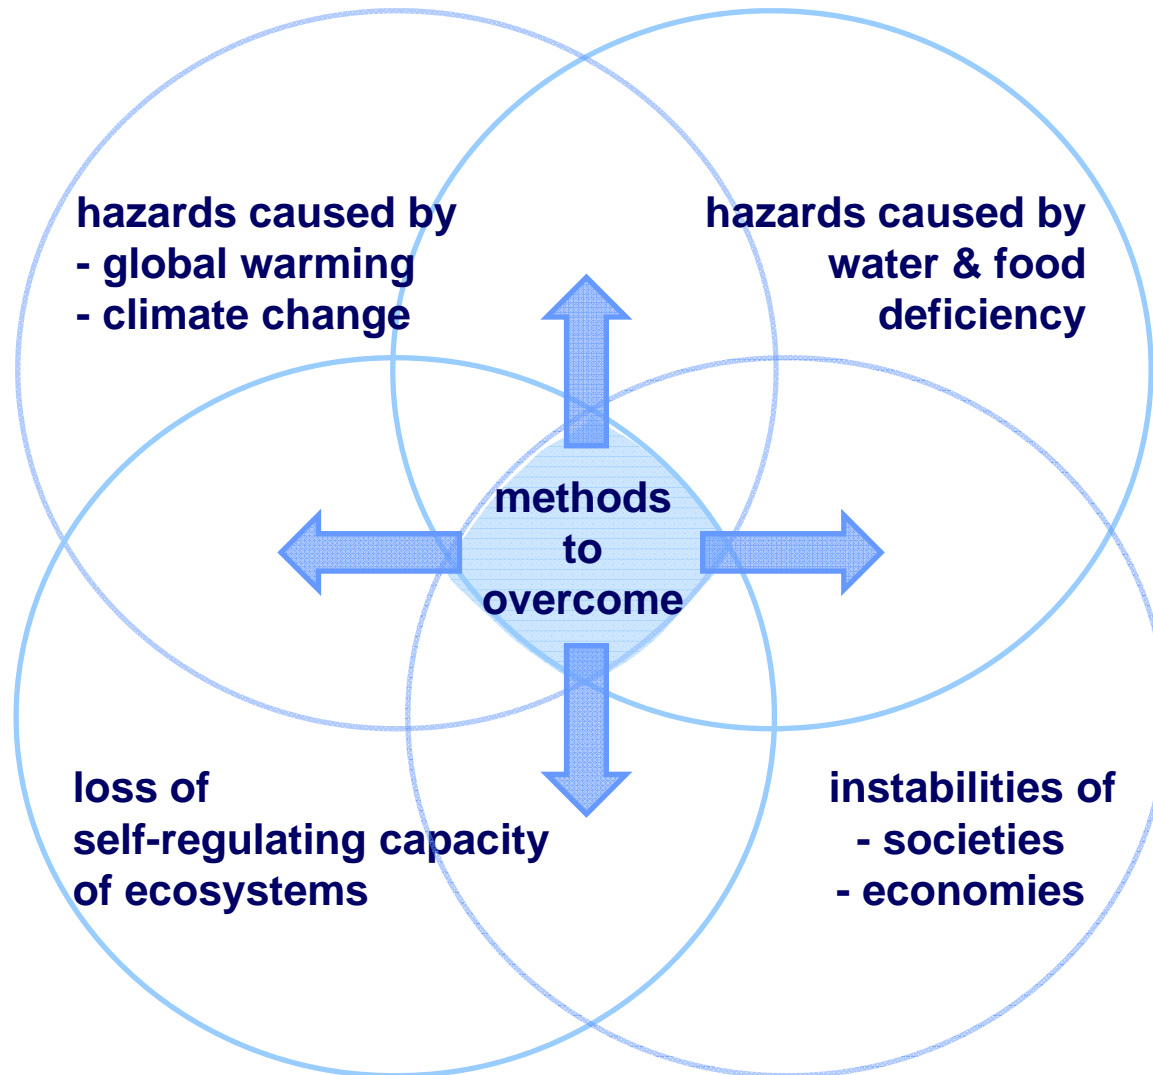 hazards caused by
- global warming
- climate change
hazards caused by
water & food
deficiency
methods
to
overcome
loss of
self-regulating capacity
of ecosystems
instabilities of
- societies
- economies